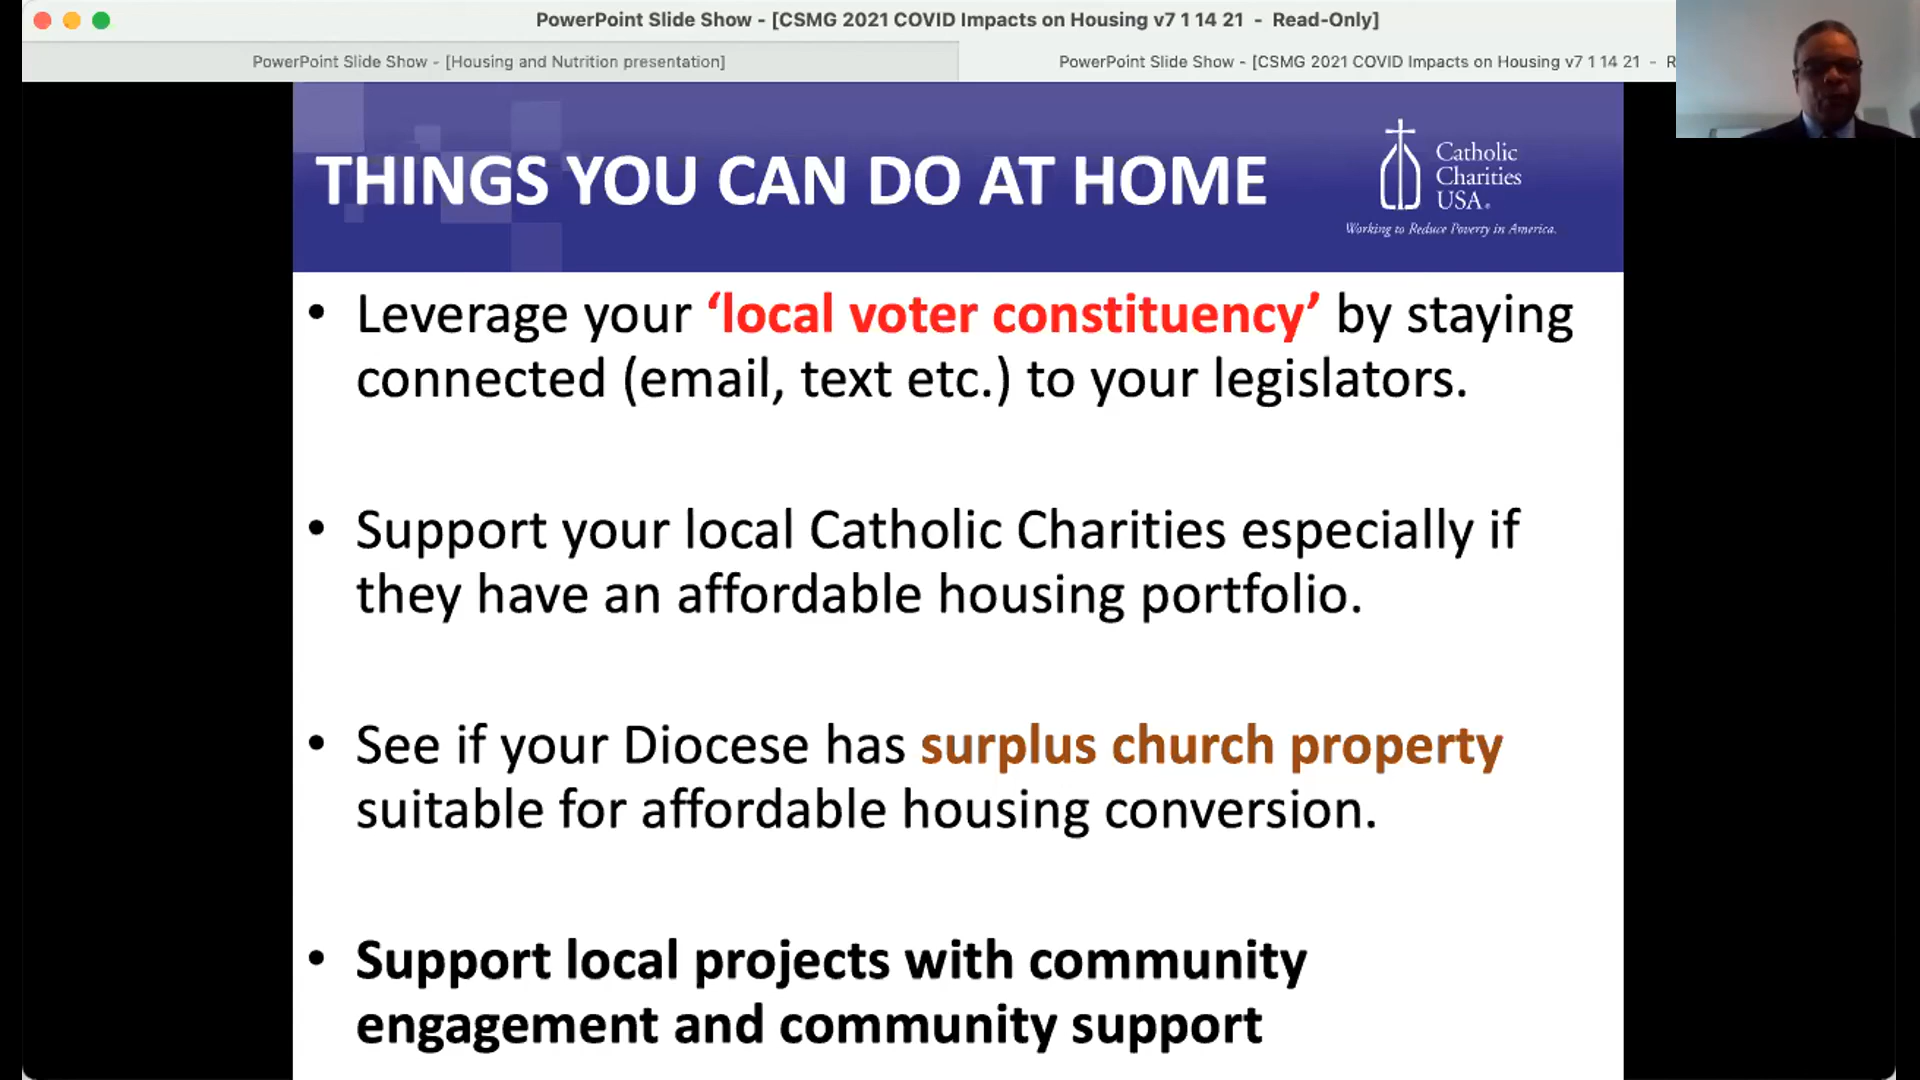 PowerPoint Slide Show - [CSMG 2021 COVID Impacts on Housing v7 1 14 21 - Read-Only]
PowerPoint Slide Show - [Housing and Nutrition presentation]
PowerPoint Slide Show - [CSMG 2021 COVID Impacts on Housing v7 1 14 21 - R
THINGS YOU CAN DO AT HOME
Catholic
Charities
USA®
Working to Reduce Poverty in America.
• Leverage your ‘local voter constituency’ by staying
connected (email, text etc.) to your legislators.
• Support your local Catholic Charities especially if
they have an affordable housing portfolio.
• See if your Diocese has surplus church property
suitable for affordable housing conversion.
• Support local projects with community
engagement and community support